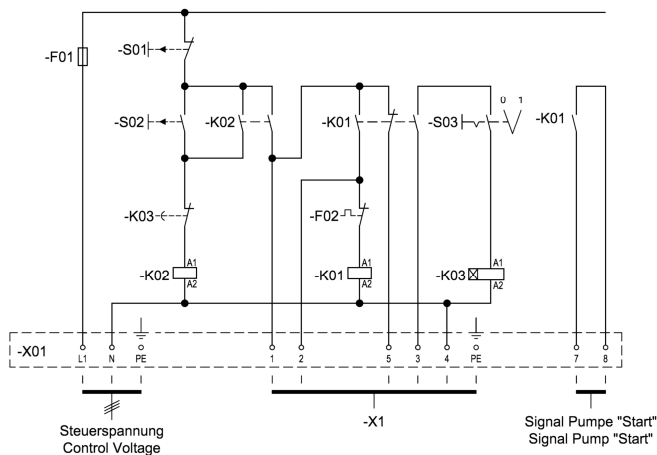 -F01
-S01
-S02
-K02
-K01
-S03
0 1
-K01
-K03
-F02
-K02
A1
A2
-K01
A1
A2
-K03
A1
A2
-X01
L1 N PE 1 2 5 3 4 PE 7 8
Steuerspannung
Control Voltage
-X1
Signal Pumpe "Start"
Signal Pump "Start"